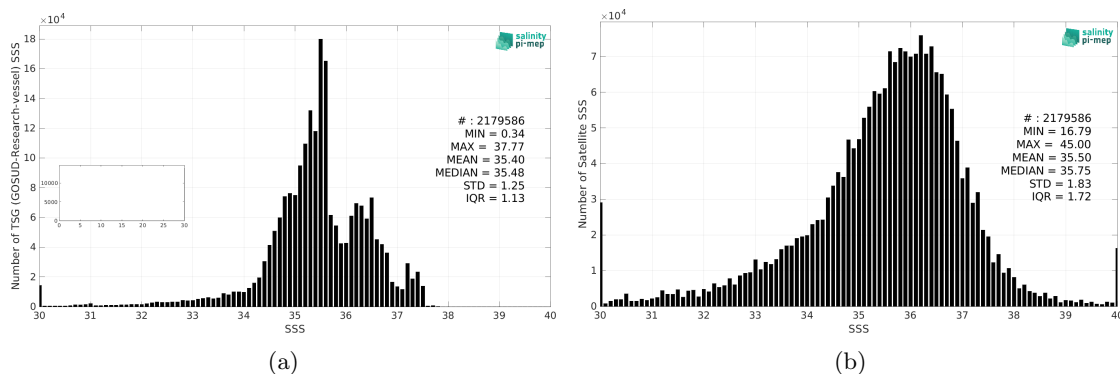 ×10⁴
18
16
14
12
10
8
6
4
2
0
Number of TSG (GOSUD-Research-vessel) SSS
salinity
pi-mep
# : 2179586
MIN = 0.34
MAX = 37.77
MEAN = 35.40
MEDIAN = 35.48
STD = 1.25
IQR = 1.13
10000
5000
0
0 5 10 15 20 25 30
30 31 32 33 34 35 36 37 38 39 40
SSS
(a)
×10⁴
7
6
5
4
3
2
1
0
Number of Satellite SSS
salinity
pi-mep
# : 2179586
MIN = 16.79
MAX = 45.00
MEAN = 35.50
MEDIAN = 35.75
STD = 1.83
IQR = 1.72
30 31 32 33 34 35 36 37 38 39 40
SSS
(b)